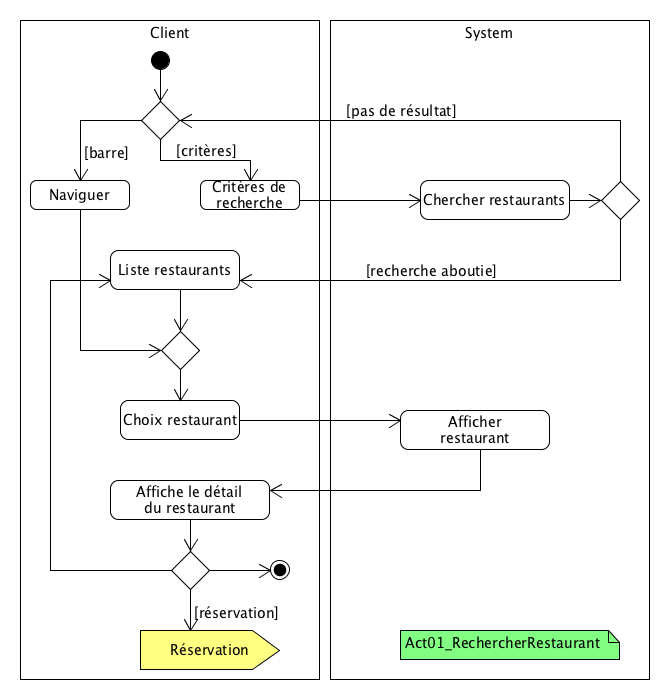 Client
System
[pas de résultat]
[barre]
[critères]
Naviguer
Critères de
recherche
Chercher restaurants
Liste restaurants
[recherche aboutie]
Choix restaurant
Afficher
restaurant
Affiche le détail
du restaurant
[réservation]
Réservation
Act01_RechercherRestaurant